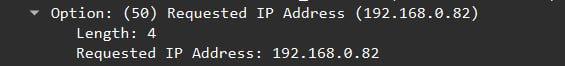 Option: (50) Requested IP Address (192.168.0.82)
Length: 4
Requested IP Address: 192.168.0.82